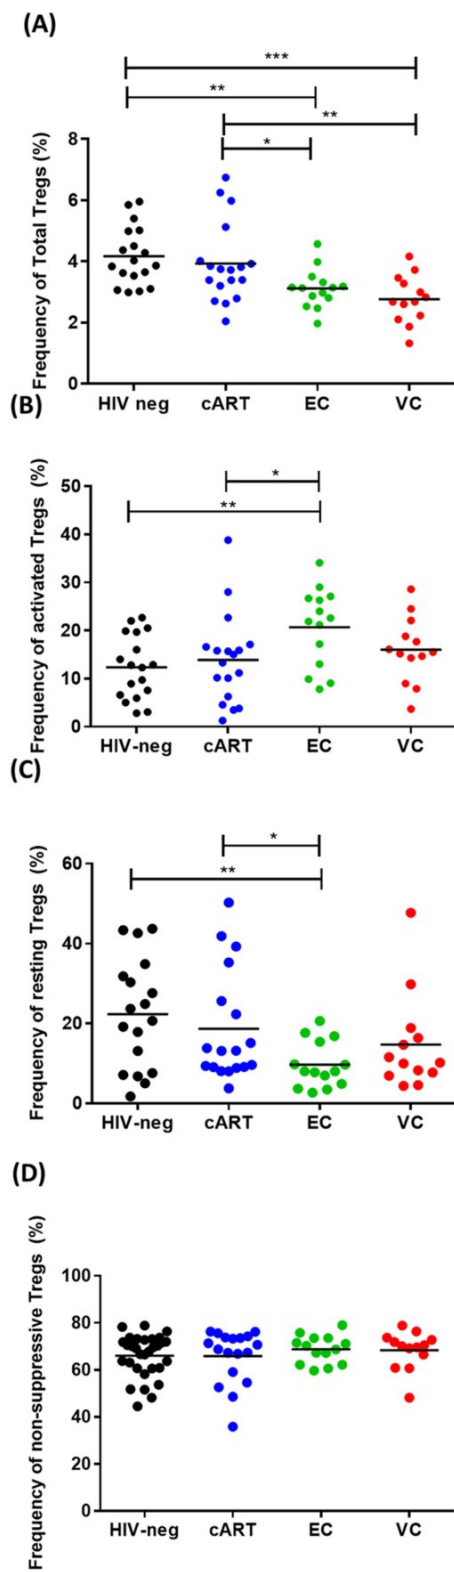 (A)
***
**
**
*
8
6
4
2
0
Frequency of Total Tregs (%)
HIV neg cART EC VC
(B)
*
**
50
40
30
20
10
0
Frequency of activated Tregs (%)
HIV-neg cART EC VC
(C)
*
**
60
40
20
0
Frequency of resting Tregs (%)
HIV-neg cART EC VC
(D)
100
80
60
40
20
0
Frequency of non-suppressive Tregs (%)
HIV-neg cART EC VC